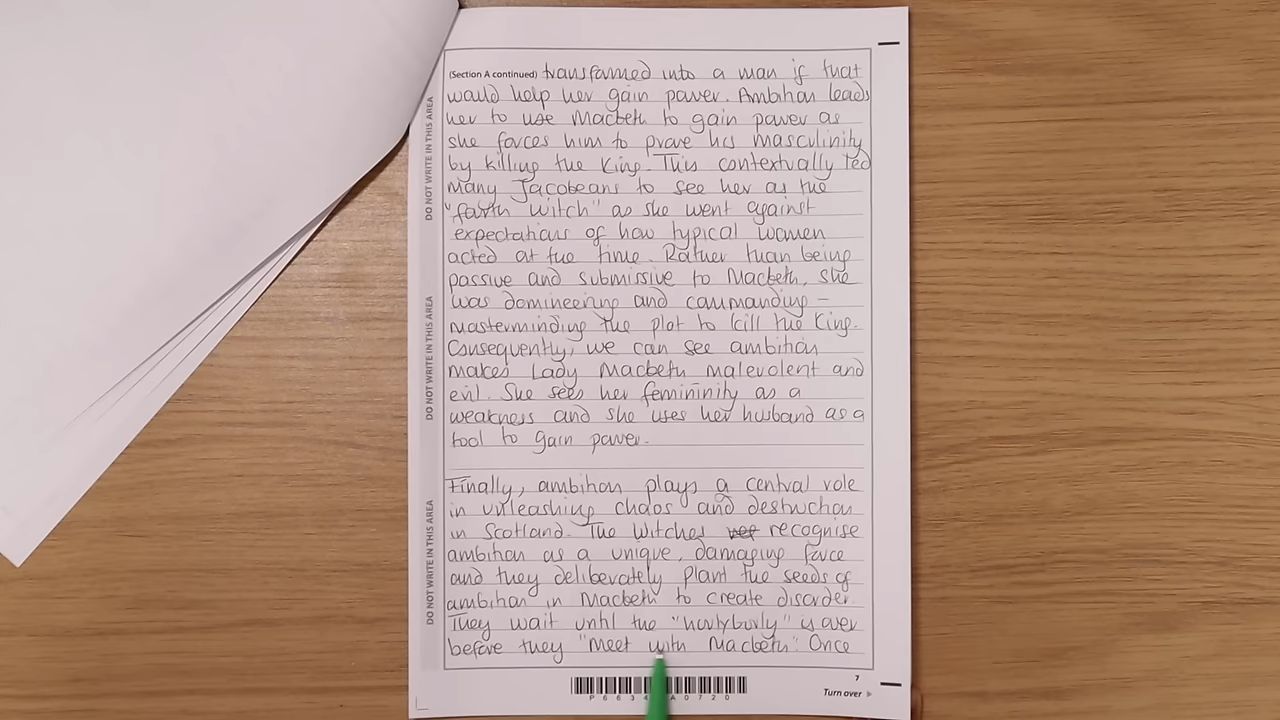 (Section A continued) transformed into a man if that
would help her gain power. Ambition leads
her to use Macbeth to gain power as
she forces him to prove his masculinity
by killing the King. This contextually led
many Jacobeans to see her as the
"fourth witch" as she went against
expectations of how typical women
acted at the time. Rather than being
passive and submissive to Macbeth, she
was domineering and commanding –
masterminding the plot to kill the King.
Consequently, we can see ambition
makes Lady Macbeth malevolent and
evil. She sees her femininity as a
weakness and she uses her husband as a
tool to gain power.
Finally, ambition plays a central role
in unleashing chaos and destruction
in Scotland. The Witches recognise
ambition as a unique, damaging force
and they deliberately plant the seeds of
ambition in Macbeth to create disorder.
They wait until the "hurlyburly" is over
before they "meet with Macbeth". Once
DO NOT WRITE IN THIS AREA
DO NOT WRITE IN THIS AREA
DO NOT WRITE IN THIS AREA
7
Turn over